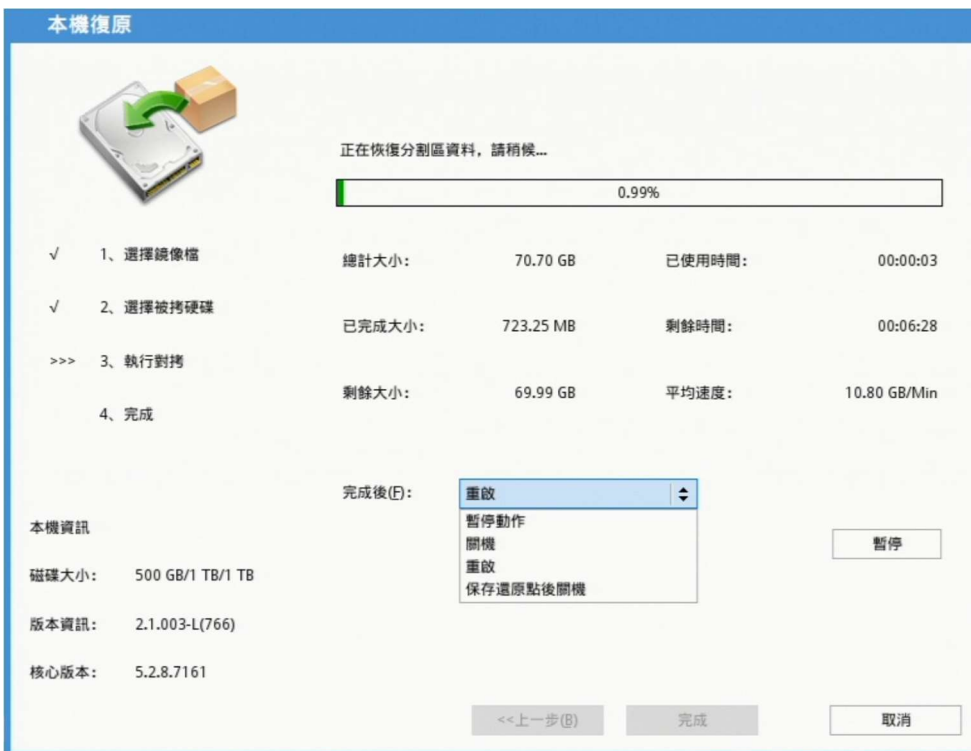 本機復原
正在恢復分割區資料，請稍候...
0.99%
√ 1、選擇鏡像檔
√ 2、選擇被拷硬碟
>>> 3、執行對拷
4、完成
總計大小: 70.70 GB 已使用時間: 00:00:03
已完成大小: 723.25 MB 剩餘時間: 00:06:28
剩餘大小: 69.99 GB 平均速度: 10.80 GB/Min
完成後(F): 重啟
暫停動作
關機
重啟
保存還原點後關機
暫停
本機資訊
磁碟大小: 500 GB/1 TB/1 TB
版本資訊: 2.1.003-L(766)
核心版本: 5.2.8.7161
<<上一步(B) 完成 取消